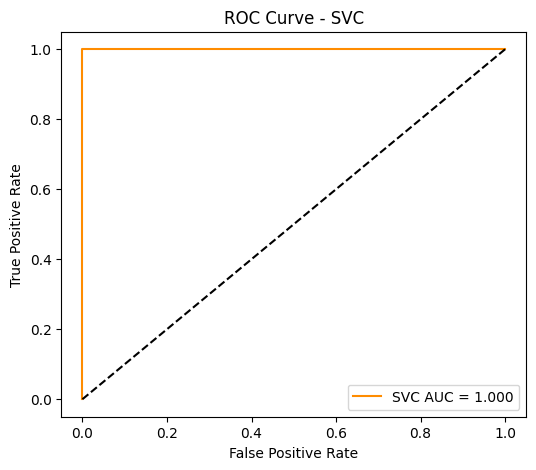 ROC Curve - SVC
True Positive Rate
1.0
0.8
0.6
0.4
0.2
0.0
SVC AUC = 1.000
0.0 0.2 0.4 0.6 0.8 1.0
False Positive Rate